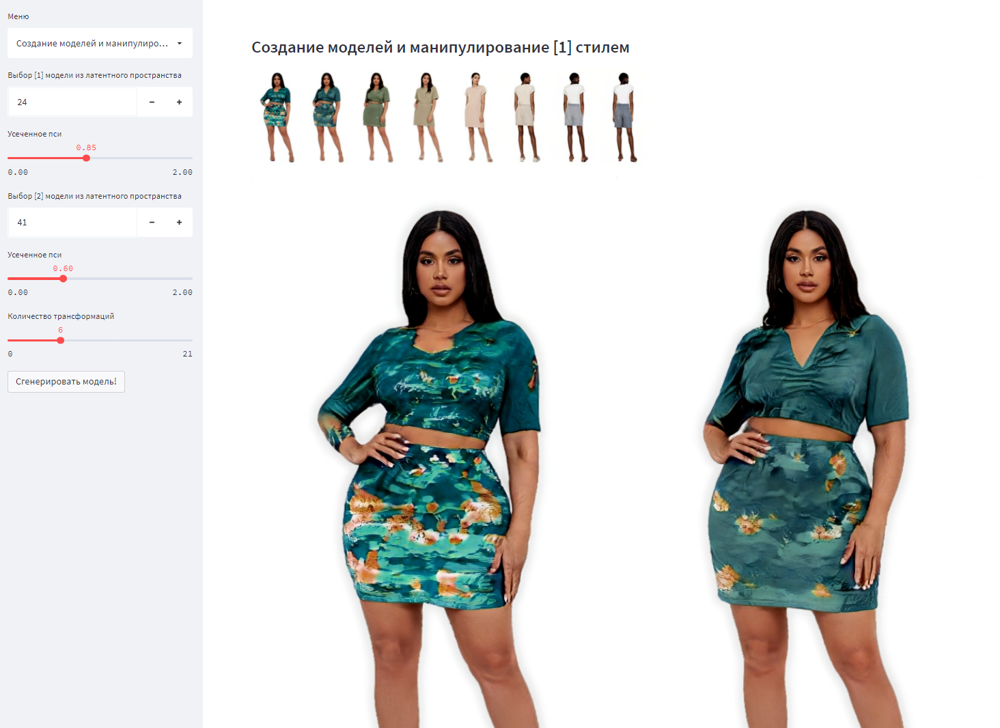 Меню
Создание моделей и манипулиро...
Выбор [1] модели из латентного пространства
24
Усеченное пси
0.85
0.00 2.00
Выбор [2] модели из латентного пространства
41
Усеченное пси
0.60
0.00 2.00
Количество трансформаций
6
0 21
Сгенерировать модель!
Создание моделей и манипулирование [1] стилем